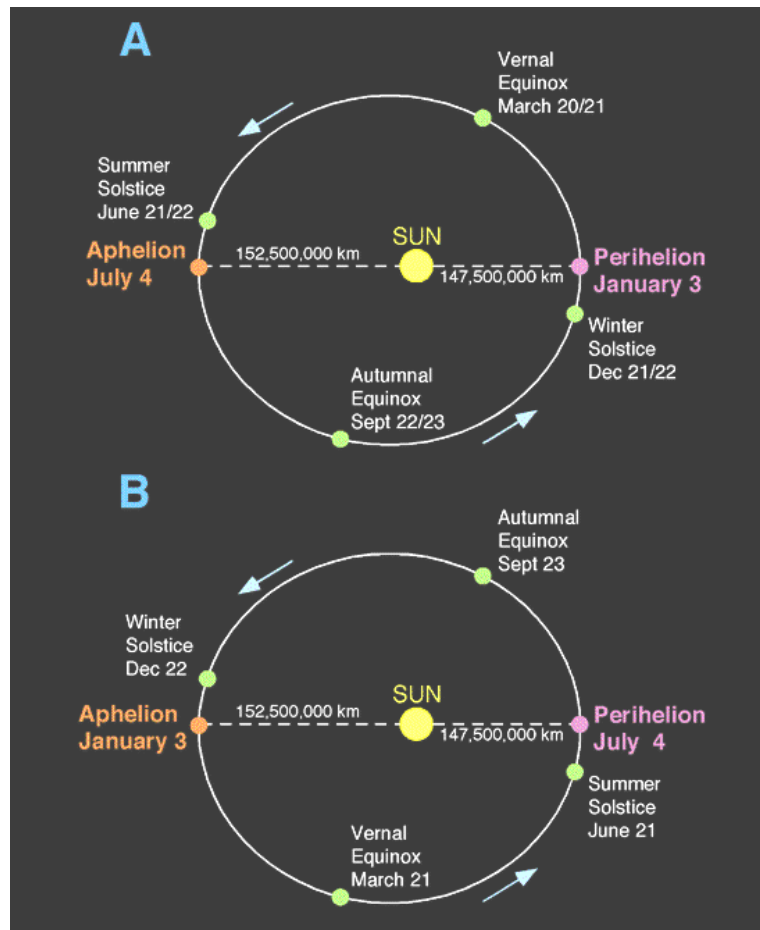 A
Vernal
Equinox
March 20/21
Summer
Solstice
June 21/22
SUN
152,500,000 km
Aphelion
July 4
147,500,000 km
Perihelion
January 3
Winter
Solstice
Dec 21/22
Autumnal
Equinox
Sept 22/23
B
Autumnal
Equinox
Sept 23
Winter
Solstice
Dec 22
SUN
152,500,000 km
Aphelion
January 3
147,500,000 km
Perihelion
July 4
Summer
Solstice
June 21
Vernal
Equinox
March 21